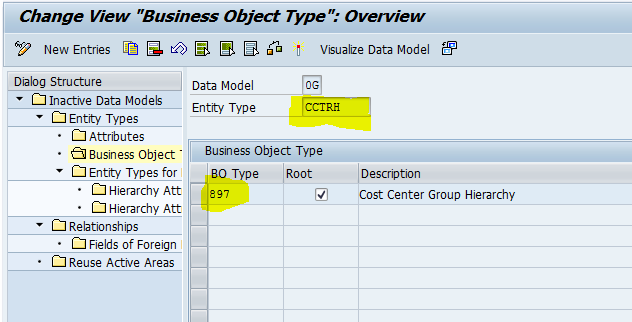 Change View "Business Object Type": Overview
New Entries
Visualize Data Model
Dialog Structure
Inactive Data Models
Entity Types
Attributes
Business Object T
Entity Types for
Hierarchy Att
Hierarchy Att
Relationships
Fields of Foreign
Reuse Active Areas
Data Model 0G
Entity Type CCTRH
Business Object Type
BO Type Root Description
897 Cost Center Group Hierarchy